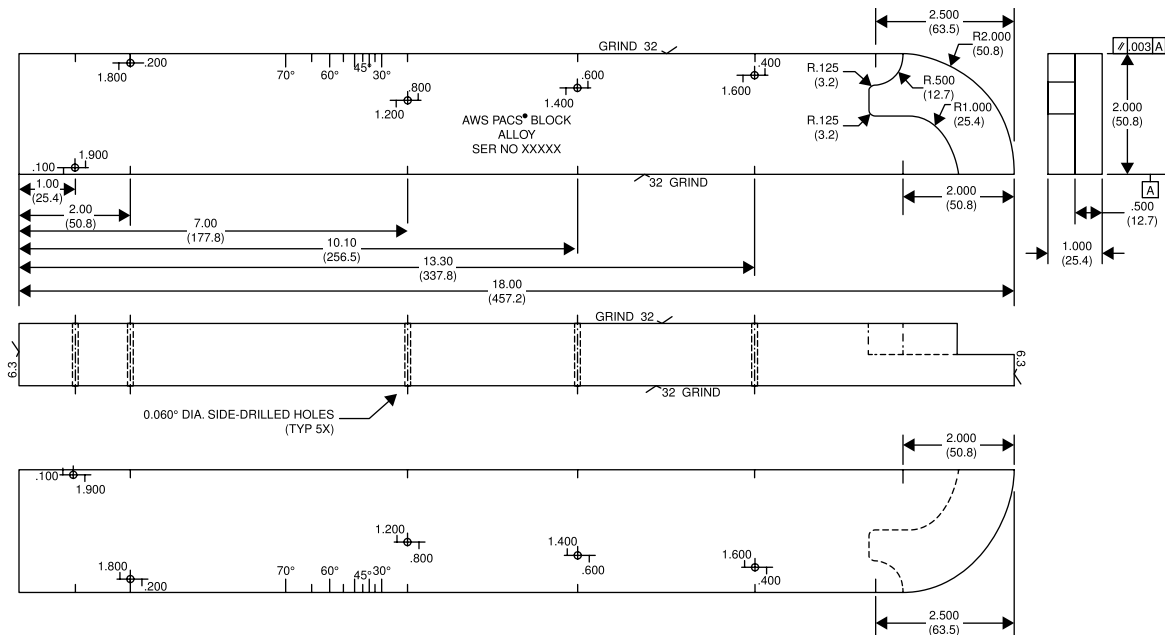 2.500
(63.5)
GRIND 32
R2.000
(50.8)
⫽ .003 A
.200
1.800
70° 60° 45° 30°
.800
1.200
.600
1.400
.400
1.600
R.125
(3.2)
R.500
(12.7)
R1.000
(25.4)
R.125
(3.2)
2.000
(50.8)
AWS PACS® BLOCK
ALLOY
SER NO XXXXX
.100
1.900
32 GRIND
A
1.00
(25.4)
2.00
(50.8)
2.000
(50.8)
.500
(12.7)
7.00
(177.8)
10.10
(256.5)
1.000
(25.4)
13.30
(337.8)
18.00
(457.2)
GRIND 32
6.3
6.3
32 GRIND
0.060° DIA. SIDE-DRILLED HOLES
(TYP 5X)
2.000
(50.8)
.100
1.900
1.200
.800
1.400
.600
1.600
.400
1.800
.200
70° 60° 45° 30°
2.500
(63.5)